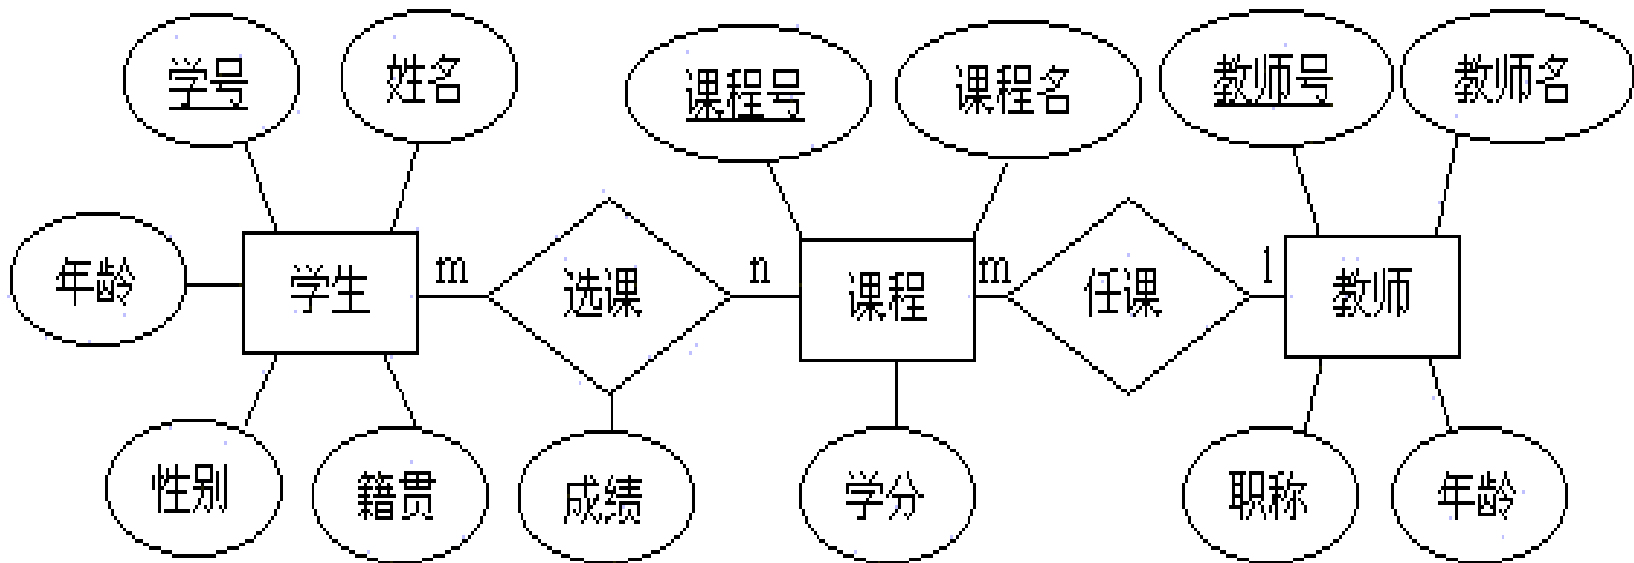 学号
姓名
课程号
课程名
教师号
教师名
年龄
学生
m
选课
n
课程
m
任课
1
教师
性别
籍贯
成绩
学分
职称
年龄